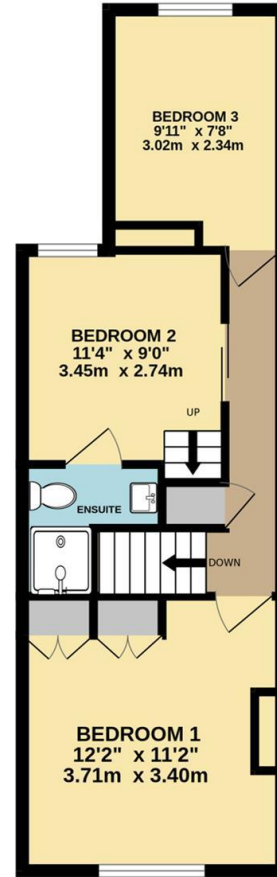 BEDROOM 3
9'11" x 7'8"
3.02m x 2.34m
BEDROOM 2
11'4" x 9'0"
3.45m x 2.74m
UP
ENSUITE
DOWN
BEDROOM 1
12'2" x 11'2"
3.71m x 3.40m